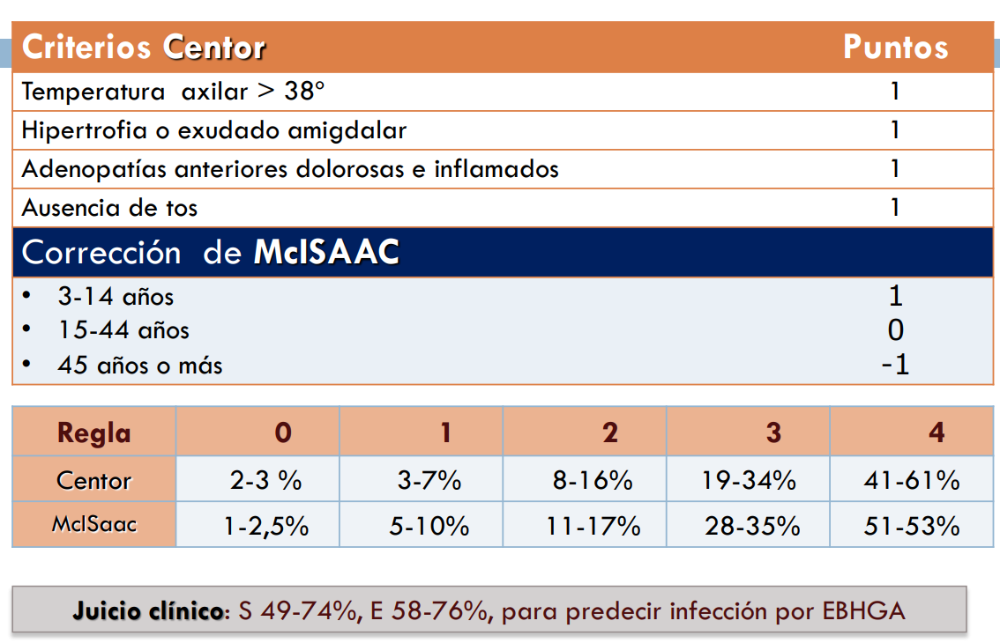 Criterios Centor Puntos
Temperatura axilar > 38° 1
Hipertrofia o exudado amigdalar 1
Adenopatías anteriores dolorosas e inflamados 1
Ausencia de tos 1
Corrección de McISAAC
• 3-14 años 1
• 15-44 años 0
• 45 años o más -1
Regla 0 1 2 3 4
Centor 2-3 % 3-7% 8-16% 19-34% 41-61%
McISaac 1-2,5% 5-10% 11-17% 28-35% 51-53%
Juicio clínico: S 49-74%, E 58-76%, para predecir infección por EBHGA